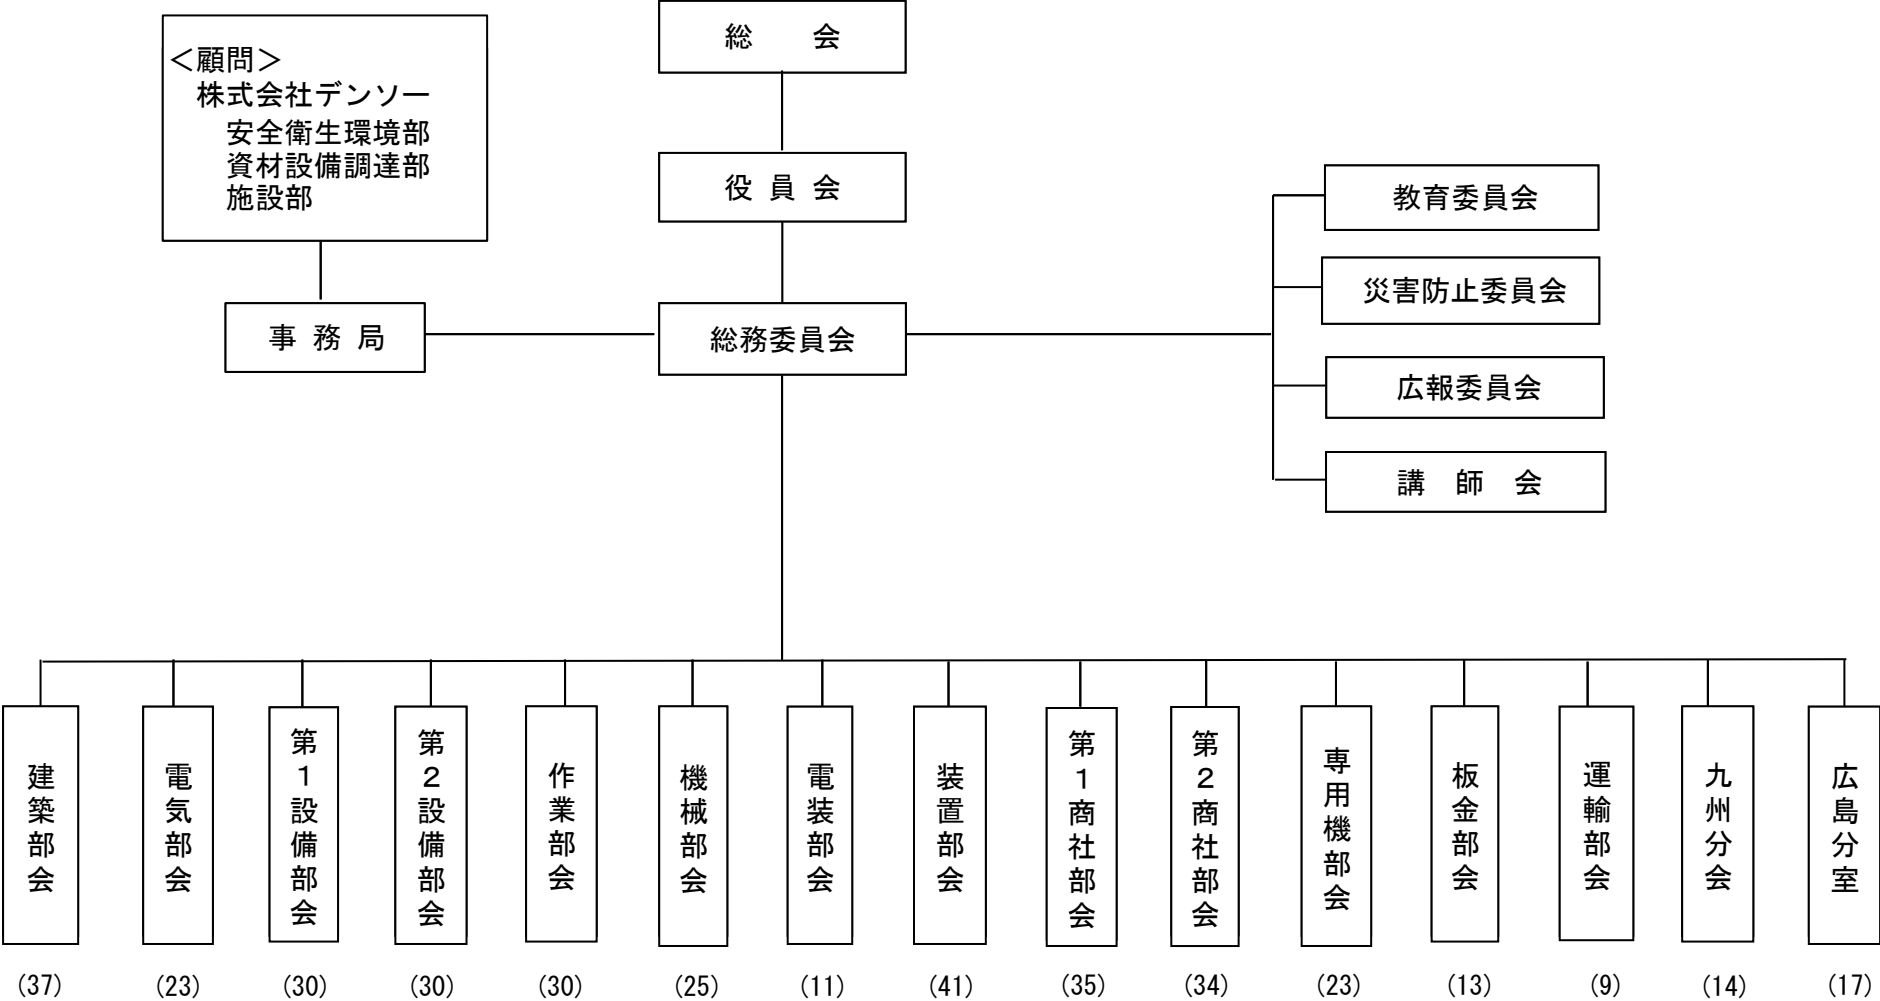 ＜顧問＞
株式会社デンソー
安全衛生環境部
資材設備調達部
施設部
総　　会
役 員 会
事 務 局
総務委員会
教育委員会
災害防止委員会
広報委員会
講　師　会
建築部会
電気部会
第１設備部会
第２設備部会
作業部会
機械部会
電装部会
装置部会
第１商社部会
第２商社部会
専用機部会
板金部会
運輸部会
九州分会
広島分室
(37)
(23)
(30)
(30)
(30)
(25)
(11)
(41)
(35)
(34)
(23)
(13)
(9)
(14)
(17)